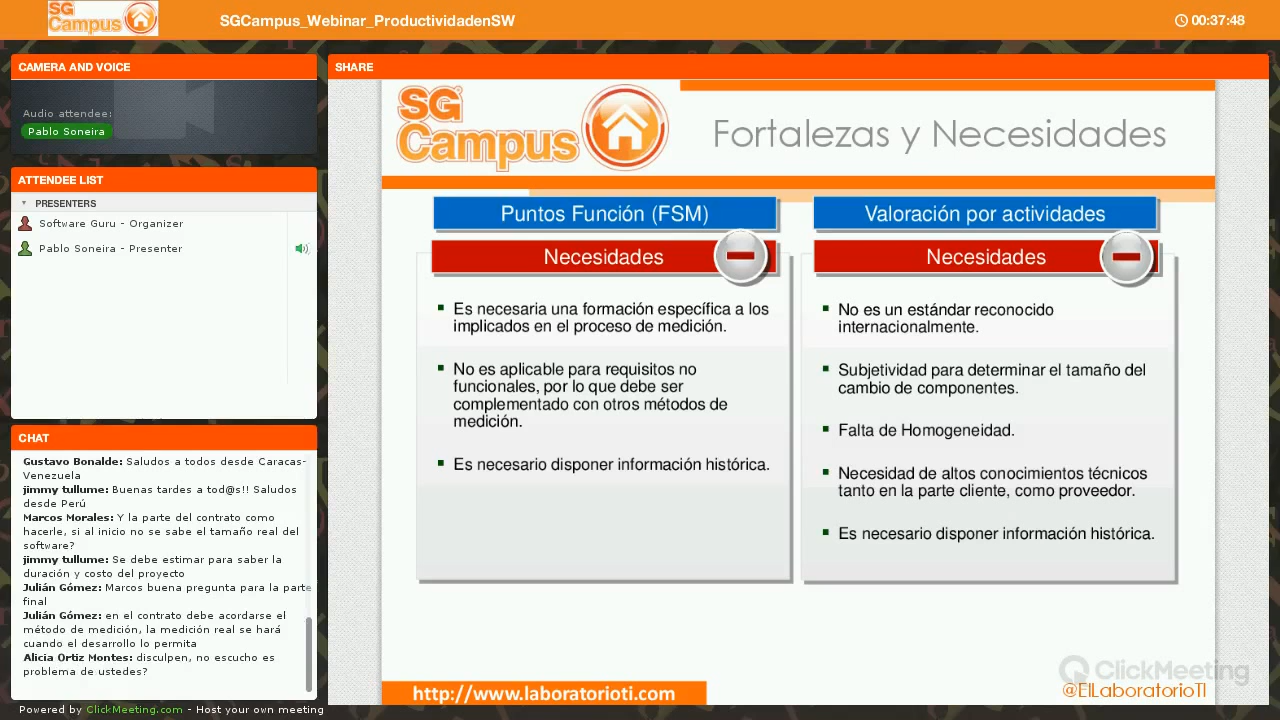 SG
Campus
SGCampus_Webinar_ProductividadenSW
00:37:48
CAMERA AND VOICE
Audio attendee:
Pablo Soneira
ATTENDEE LIST
PRESENTERS
Software Guru - Organizer
Pablo Soneira - Presenter
CHAT
Gustavo Bonalde: Saludos a todos desde Caracas-
Venezuela
jimmy tullume: Buenas tardes a tod@s!! Saludos
desde Perú
Marcos Morales: Y la parte del contrato como
hacerle, si al inicio no se sabe el tamaño real del
software?
jimmy tullume: Se debe estimar para saber la
duración y costo del proyecto
Julián Gómez: Marcos buena pregunta para la parte
final
Julián Gómez: en el contrato debe acordarse el
método de medición, la medición real se hará
cuando el desarrollo lo permita
Alicia Ortiz Montes: disculpen, no escucho es
problema de ustedes?
Powered by ClickMeeting.com - Host your own meeting
SHARE
SG
Campus
Fortalezas y Necesidades
Puntos Función (FSM)
Necesidades
Es necesaria una formación específica a los
implicados en el proceso de medición.
No es aplicable para requisitos no
funcionales, por lo que debe ser
complementado con otros métodos de
medición.
Es necesario disponer información histórica.
Valoración por actividades
Necesidades
No es un estándar reconocido
internacionalmente.
Subjetividad para determinar el tamaño del
cambio de componentes.
Falta de Homogeneidad.
Necesidad de altos conocimientos técnicos
tanto en la parte cliente, como proveedor.
Es necesario disponer información histórica.
ClickMeeting
http://www.laboratorioti.com
@ElLaboratorioTI